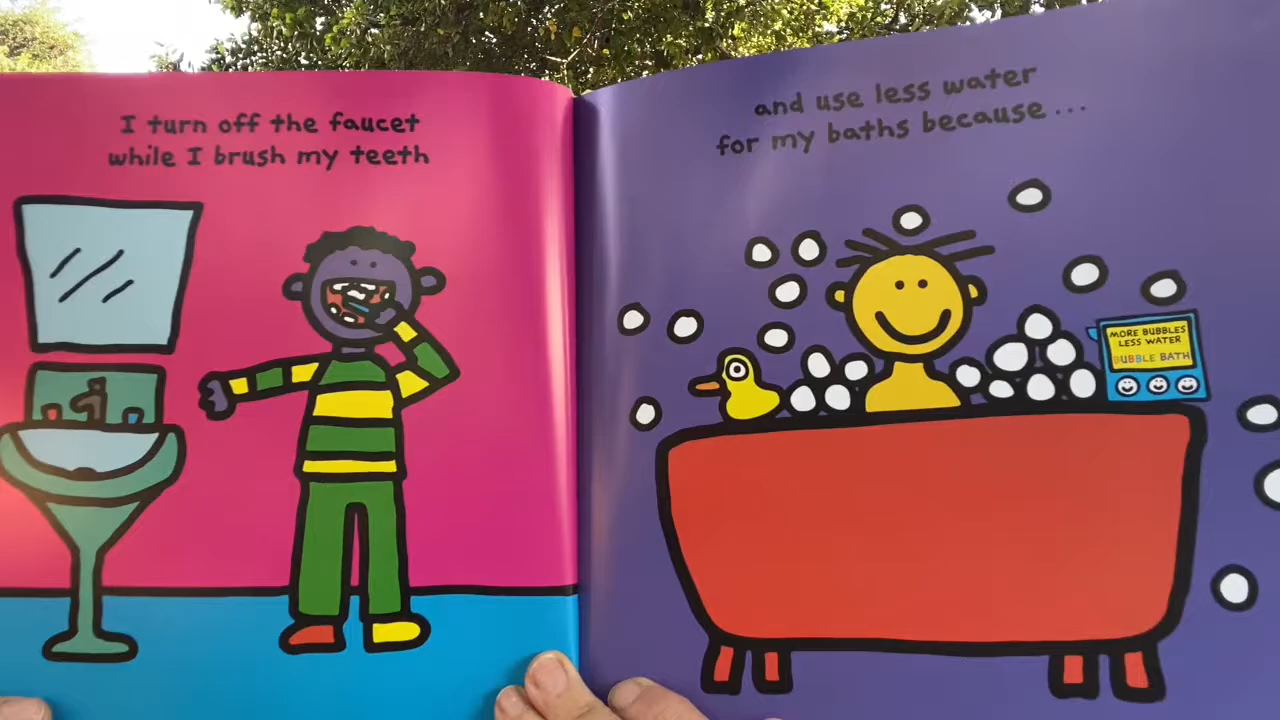 I turn off the faucet
while I brush my teeth
and use less water
for my baths because ...
MORE BUBBLES
LESS WATER
BUBBLE BATH